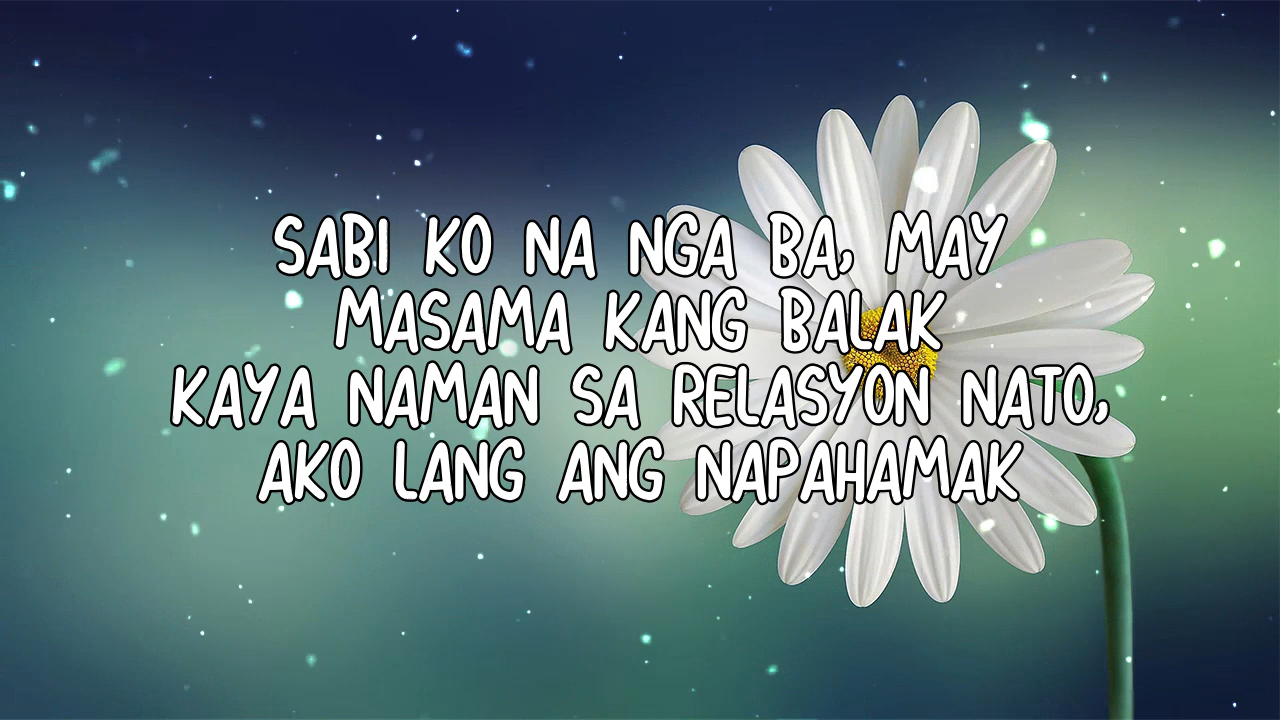 SABI KO NA NGA BA, MAY
MASAMA KANG BALAK
KAYA NAMAN SA RELASYON NATO,
AKO LANG ANG NAPAHAMAK